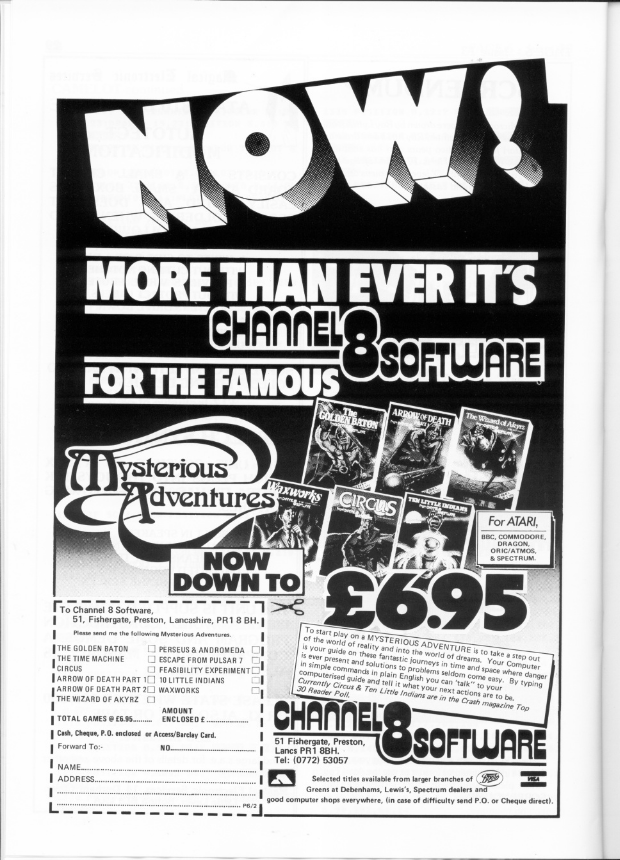 NOW!
MORE THAN EVER IT'S
CHANNEL 8 SOFTWARE
FOR THE FAMOUS
Mysterious
Adventures
The
GOLDEN BATON
ARROW OF DEATH
The Wizard of Akyrz
WAXWORKS
CIRCUS
TEN LITTLE INDIANS
For ATARI,
BBC, COMMODORE,
DRAGON,
ORIC/ATMOS,
& SPECTRUM.
NOW
DOWN TO
£6.95
To Channel 8 Software,
51, Fishergate, Preston, Lancashire, PR1 8 BH.
Please send me the following Mysterious Adventures.
THE GOLDEN BATON
THE TIME MACHINE
CIRCUS
ARROW OF DEATH PART 1
ARROW OF DEATH PART 2
THE WIZARD OF AKYRZ
PERSEUS & ANDROMEDA
ESCAPE FROM PULSAR 7
FEASIBILITY EXPERIMENT
10 LITTLE INDIANS
WAXWORKS
TOTAL GAMES @ £6.95......... AMOUNT ENCLOSED £.............
Cash, Cheque, P.O. enclosed or Access/Barclay Card.
Forward To:- NO............................
NAME..................................................
ADDRESS..................................................
P6/2
To start play on a MYSTERIOUS ADVENTURE is to take a step out
of the world of reality and into the world of dreams. Your Computer
is your guide on these fantastic journeys in time and space where danger
is ever present and solutions to problems seldom come easy. By typing
in simple commands in plain English you can "talk" to your
computerised guide and tell it what your next actions are to be.
Currently Circus & Ten Little Indians are in the Crash magazine Top
30 Reader Poll.
CHANNEL 8 SOFTWARE
51 Fishergate, Preston,
Lancs PR1 8BH.
Tel: (0772) 53057
Selected titles available from larger branches of Boots
VISA
Greens at Debenhams, Lewis's, Spectrum dealers and
good computer shops everywhere, (in case of difficulty send P.O. or Cheque direct).